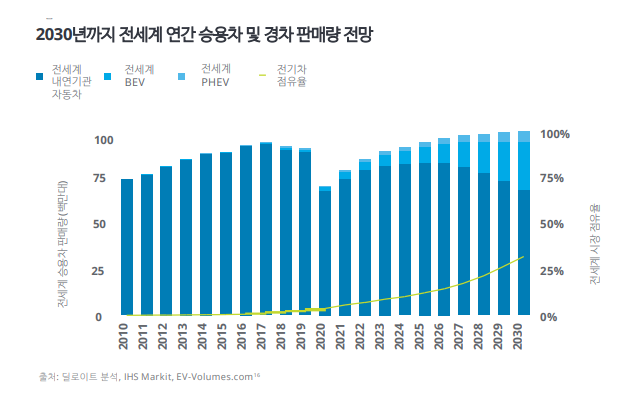 2030년까지 전세계 연간 승용차 및 경차 판매량 전망
전세계
내연기관
자동차
전세계
BEV
전세계
PHEV
전기차
점유율
전세계 승용차 판매량 (백만대)
100
75
50
25
0
100%
75%
50%
25%
0%
전세계 시장 점유율
2010
2011
2012
2013
2014
2015
2016
2017
2018
2019
2020
2021
2022
2023
2024
2025
2026
2027
2028
2029
2030
출처: 딜로이트 분석, IHS Markit, EV-Volumes.com¹⁶